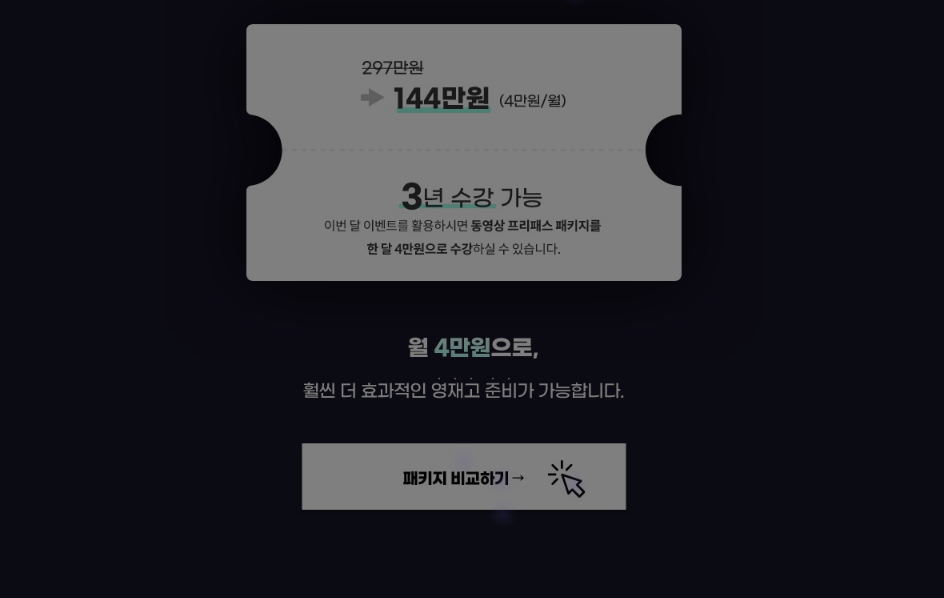 297만원
144만원 (4만원/월)
3년 수강 가능
이번 달 이벤트를 활용하시면 동영상 프리패스 패키지를
한 달 4만원으로 수강하실 수 있습니다.
월 4만원으로,
훨씬 더 효과적인 영재고 준비가 가능합니다.
패키지 비교하기→